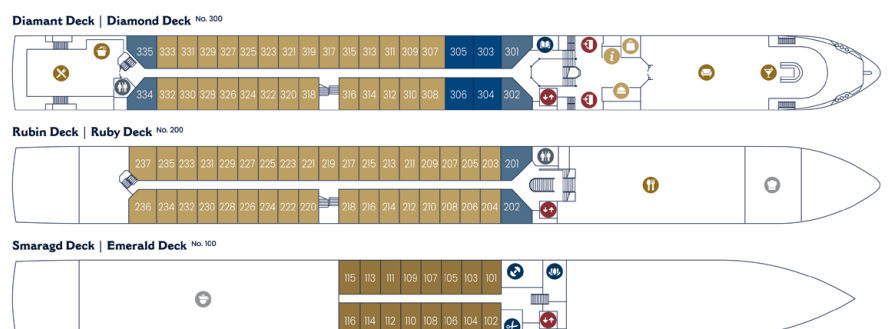 Diamant Deck | Diamond Deck No. 300
335 333 331 329 327 325 323 321 319 317 315 313 311 309 307 305 303 301
334 332 330 328 326 324 322 320 318 316 314 312 310 308 306 304 302
Rubin Deck | Ruby Deck No. 200
237 235 233 231 229 227 225 223 221 219 217 215 213 211 209 207 205 203 201
236 234 232 230 228 226 224 222 220 218 216 214 212 210 208 206 204 202
Smaragd Deck | Emerald Deck No. 100
115 113 111 109 107 105 103 101
116 114 112 110 108 106 104 102